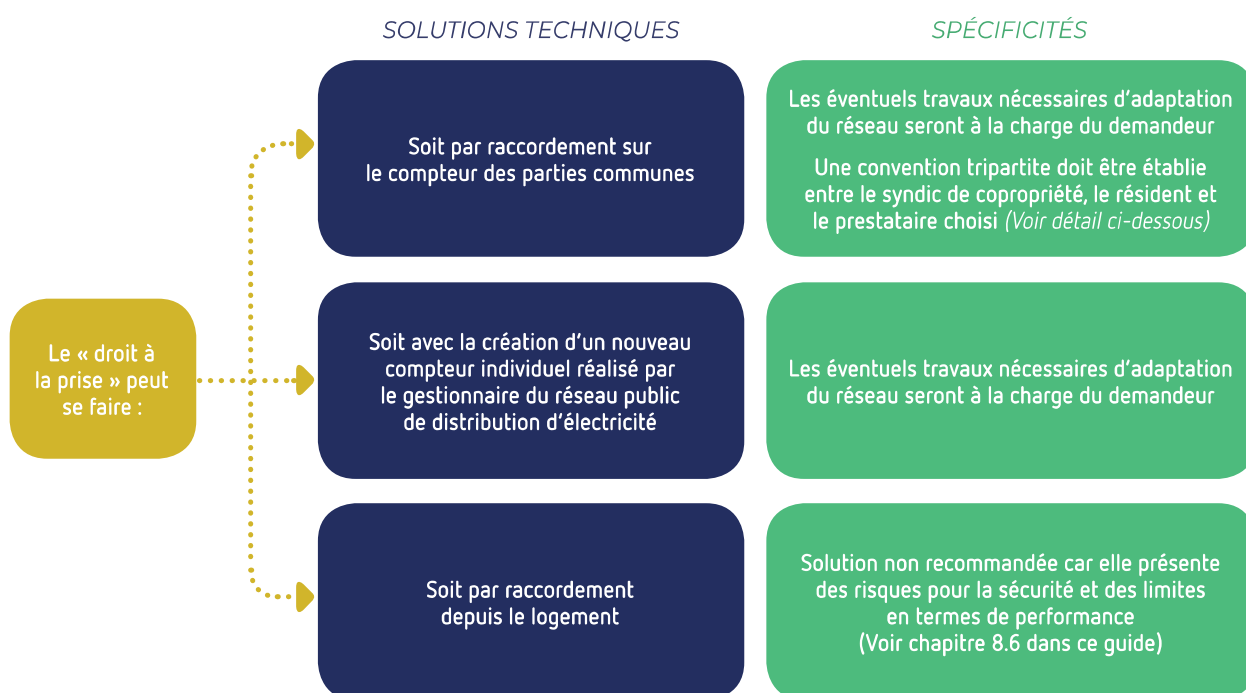 SOLUTIONS TECHNIQUES
SPÉCIFICITÉS
Le « droit à
la prise » peut
se faire :
Soit par raccordement sur
le compteur des parties communes
Les éventuels travaux nécessaires d'adaptation
du réseau seront à la charge du demandeur
Une convention tripartite doit être établie
entre le syndic de copropriété, le résident et
le prestataire choisi (Voir détail ci-dessous)
Soit avec la création d'un nouveau
compteur individuel réalisé par
le gestionnaire du réseau public
de distribution d'électricité
Les éventuels travaux nécessaires d'adaptation
du réseau seront à la charge du demandeur
Soit par raccordement
depuis le logement
Solution non recommandée car elle présente
des risques pour la sécurité et des limites
en termes de performance
(Voir chapitre 8.6 dans ce guide)